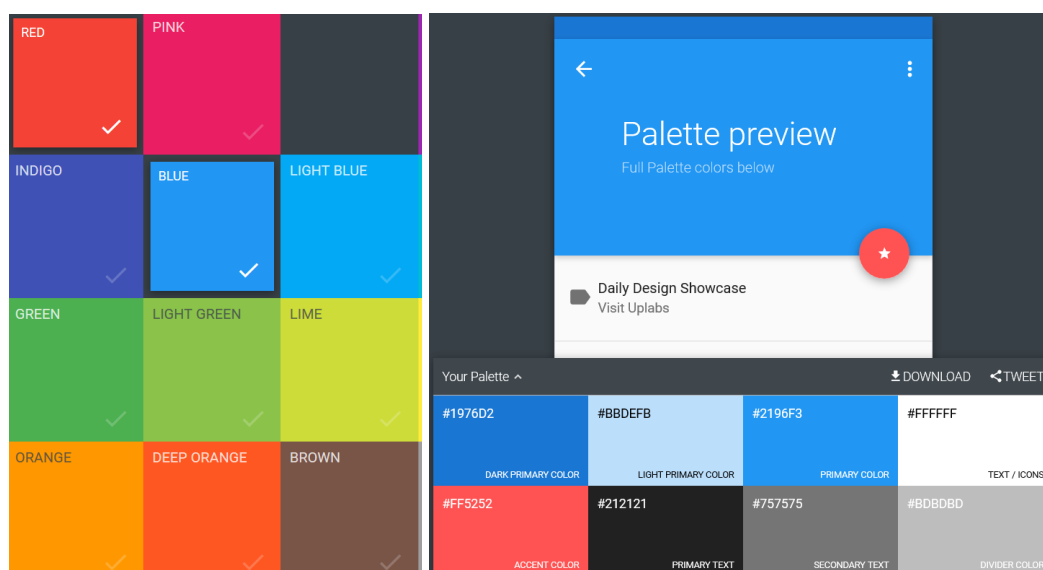 RED
PINK
INDIGO
BLUE
LIGHT BLUE
GREEN
LIGHT GREEN
LIME
ORANGE
DEEP ORANGE
BROWN
Palette preview
Full Palette colors below
Daily Design Showcase
Visit Uplabs
Your Palette
DOWNLOAD
TWEET
#1976D2
#BBDEFB
#2196F3
#FFFFFF
DARK PRIMARY COLOR
LIGHT PRIMARY COLOR
PRIMARY COLOR
TEXT / ICONS
#FF5252
#212121
#757575
#BDBDBD
ACCENT COLOR
PRIMARY TEXT
SECONDARY TEXT
DIVIDER COLOR